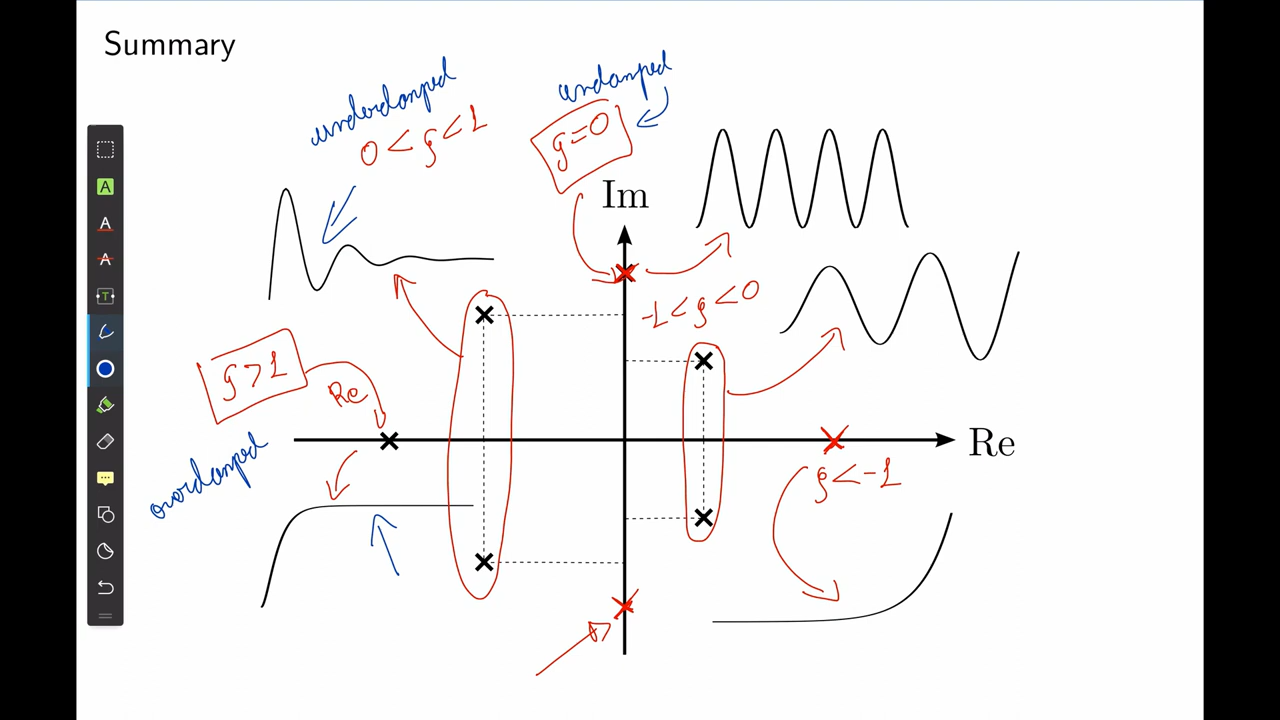 Summary
underdamped
0 < ζ < 1
undamped
ζ = 0
Im
-1 < ζ < 0
ζ > 1
Re
Re
overdamped
ζ < -1
A
A
A
T